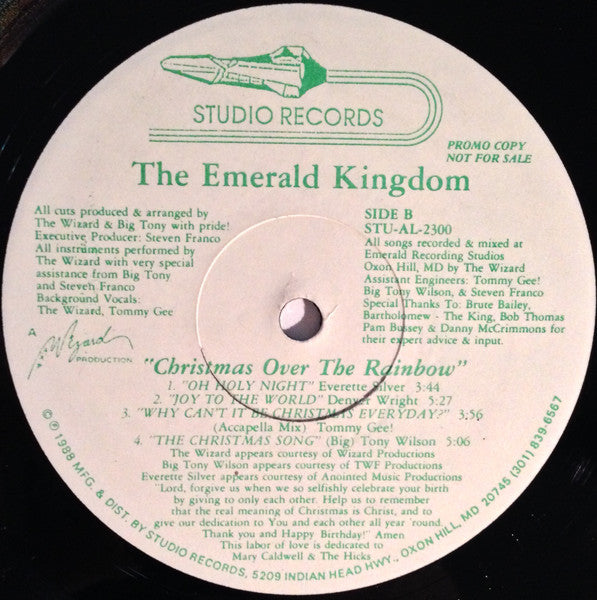 STUDIO RECORDS
PROMO COPY
NOT FOR SALE
The Emerald Kingdom
All cuts produced & arranged by
The Wizard & Big Tony with pride!
Executive Producer: Steven Franco
All instruments performed by
The Wizard with very special
assistance from Big Tony
and Steven Franco
Background Vocals:
The Wizard, Tommy Gee
SIDE B
STU-AL-2300
All songs recorded & mixed at
Emerald Recording Studios
Oxon Hill, MD by The Wizard
Assistant Engineers: Tommy Gee!
Big Tony Wilson, & Steven Franco
Special Thanks To: Brute Bailey,
Bartholomew - The King, Bob Thomas
Pam Bussey & Danny McCrimmons for
their expert advice & input.
A
Wizard
PRODUCTION
"Christmas Over The Rainbow"
1. "OH HOLY NIGHT" Everette Silver 3:44
2. "JOY TO THE WORLD" Denver Wright 5:27
3. "WHY CAN'T IT BE CHRISTMAS EVERYDAY?" 3:56
(Accapella Mix) Tommy Gee!
4. "THE CHRISTMAS SONG" (Big) Tony Wilson 5:06
The Wizard appears courtesy of Wizard Productions
Big Tony Wilson appears courtesy of TWF Productions
Everette Silver appears courtesy of Anointed Music Productions
"Lord, forgive us when we so selfishly celebrate your birth
by giving to only each other. Help us to remember
that the real meaning of Christmas is Christ, and to
give our dedication to You and each other all year 'round.
Thank you and Happy Birthday!" Amen
This labor of love is dedicated to
Mary Caldwell & The Hicks
© ℗ 1988 MFG. & DIST. BY STUDIO RECORDS, 5209 INDIAN HEAD HWY., OXON HILL, MD 20745 (301) 839-6567